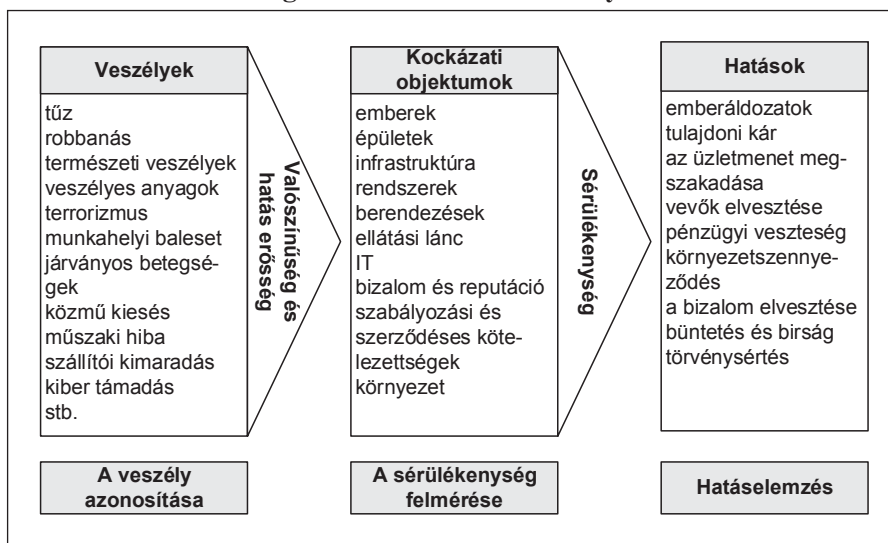 Veszélyek
tűz
robbanás
természeti veszélyek
veszélyes anyagok
terrorizmus
munkahelyi baleset
járványos betegsé-
gek
közmű kiesés
műszaki hiba
szállítói kimaradás
kiber támadás
stb.
A veszély
azonosítása
Valószínűség és
hatás erősség
Kockázati
objektumok
emberek
épületek
infrastruktúra
rendszerek
berendezések
ellátási lánc
IT
bizalom és reputáció
szabályozási és
szerződéses köte-
lezettségek
környezet
A sérülékenység
felmérése
Sérülékenység
Hatások
emberáldozatok
tulajdoni kár
az üzletmenet meg-
szakadása
vevők elvesztése
pénzügyi veszteség
környezetszennye-
ződés
a bizalom elvesztése
büntetés és birság
törvénysértés
Hatáselemzés